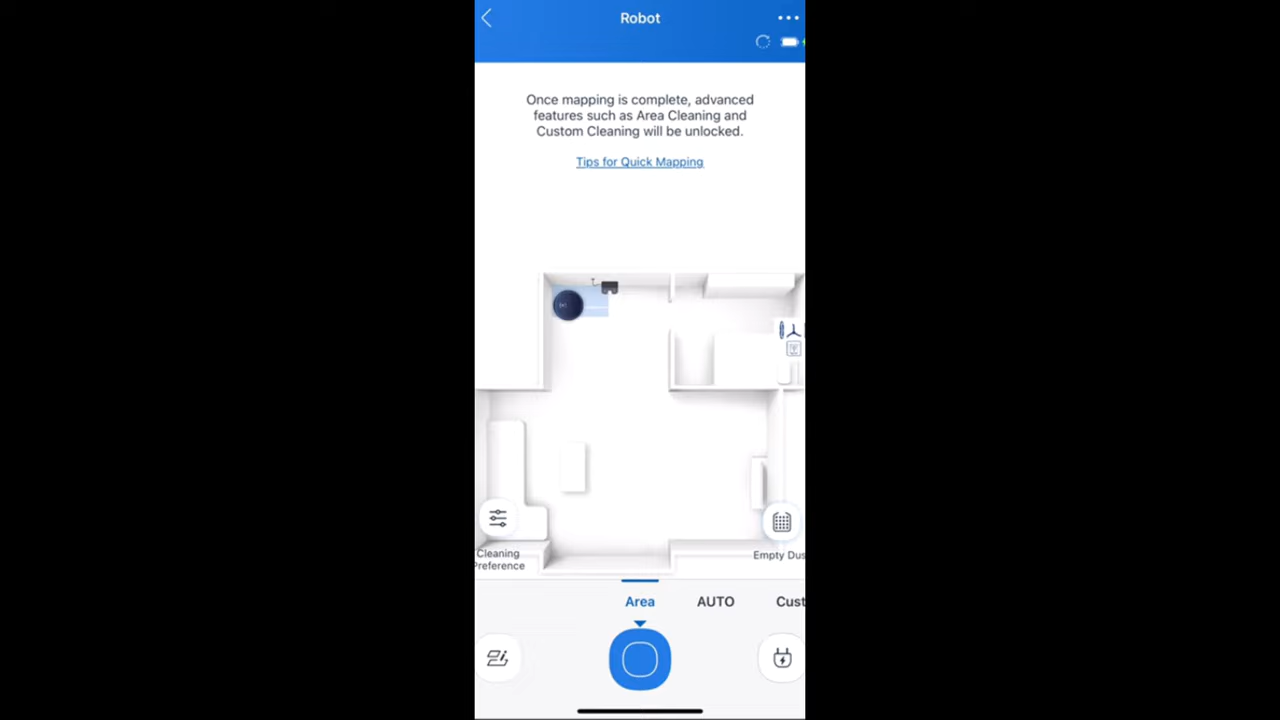 Robot
Once mapping is complete, advanced
features such as Area Cleaning and
Custom Cleaning will be unlocked.
Tips for Quick Mapping
Cleaning
Preference
Empty Dus
Area
AUTO
Cust